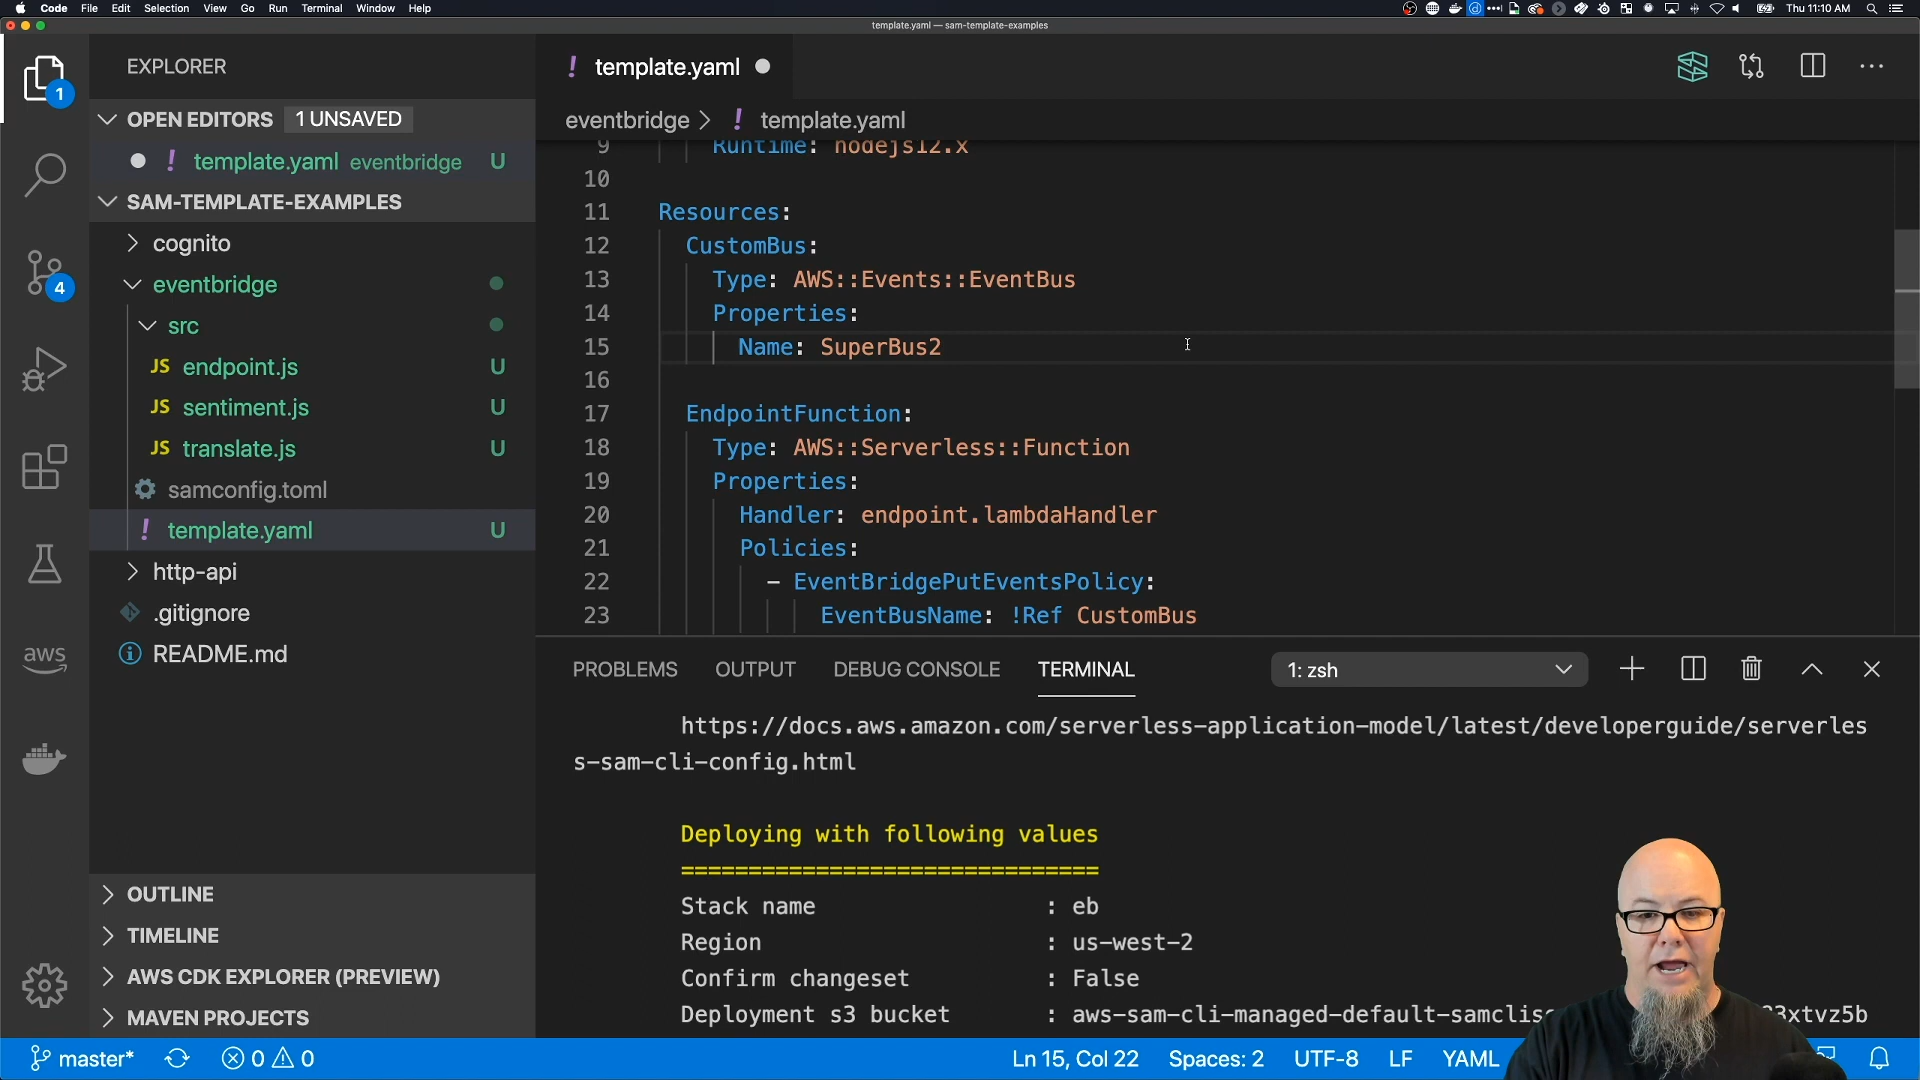 Code File Edit Selection View Go Run Terminal Window Help
Thu 11:10 AM
template.yaml — sam-template-examples
EXPLORER
1
OPEN EDITORS 1 UNSAVED
! template.yaml eventbridge U
SAM-TEMPLATE-EXAMPLES
cognito
eventbridge
src
JS endpoint.js U
JS sentiment.js U
JS translate.js U
samconfig.toml
! template.yaml U
http-api
.gitignore
README.md
4
aws
OUTLINE
TIMELINE
AWS CDK EXPLORER (PREVIEW)
MAVEN PROJECTS
! template.yaml
eventbridge > ! template.yaml
9 Runtime: nodejs12.x
10
11 Resources:
12 CustomBus:
13 Type: AWS::Events::EventBus
14 Properties:
15 Name: SuperBus2
16
17 EndpointFunction:
18 Type: AWS::Serverless::Function
19 Properties:
20 Handler: endpoint.lambdaHandler
21 Policies:
22 - EventBridgePutEventsPolicy:
23 EventBusName: !Ref CustomBus
PROBLEMS OUTPUT DEBUG CONSOLE TERMINAL 1: zsh
https://docs.aws.amazon.com/serverless-application-model/latest/developerguide/serverles
s-sam-cli-config.html
Deploying with following values
===============================
Stack name : eb
Region : us-west-2
Confirm changeset : False
Deployment s3 bucket : aws-sam-cli-managed-default-samclis 3xtvz5b
master* 0 0 Ln 15, Col 22 Spaces: 2 UTF-8 LF YAML